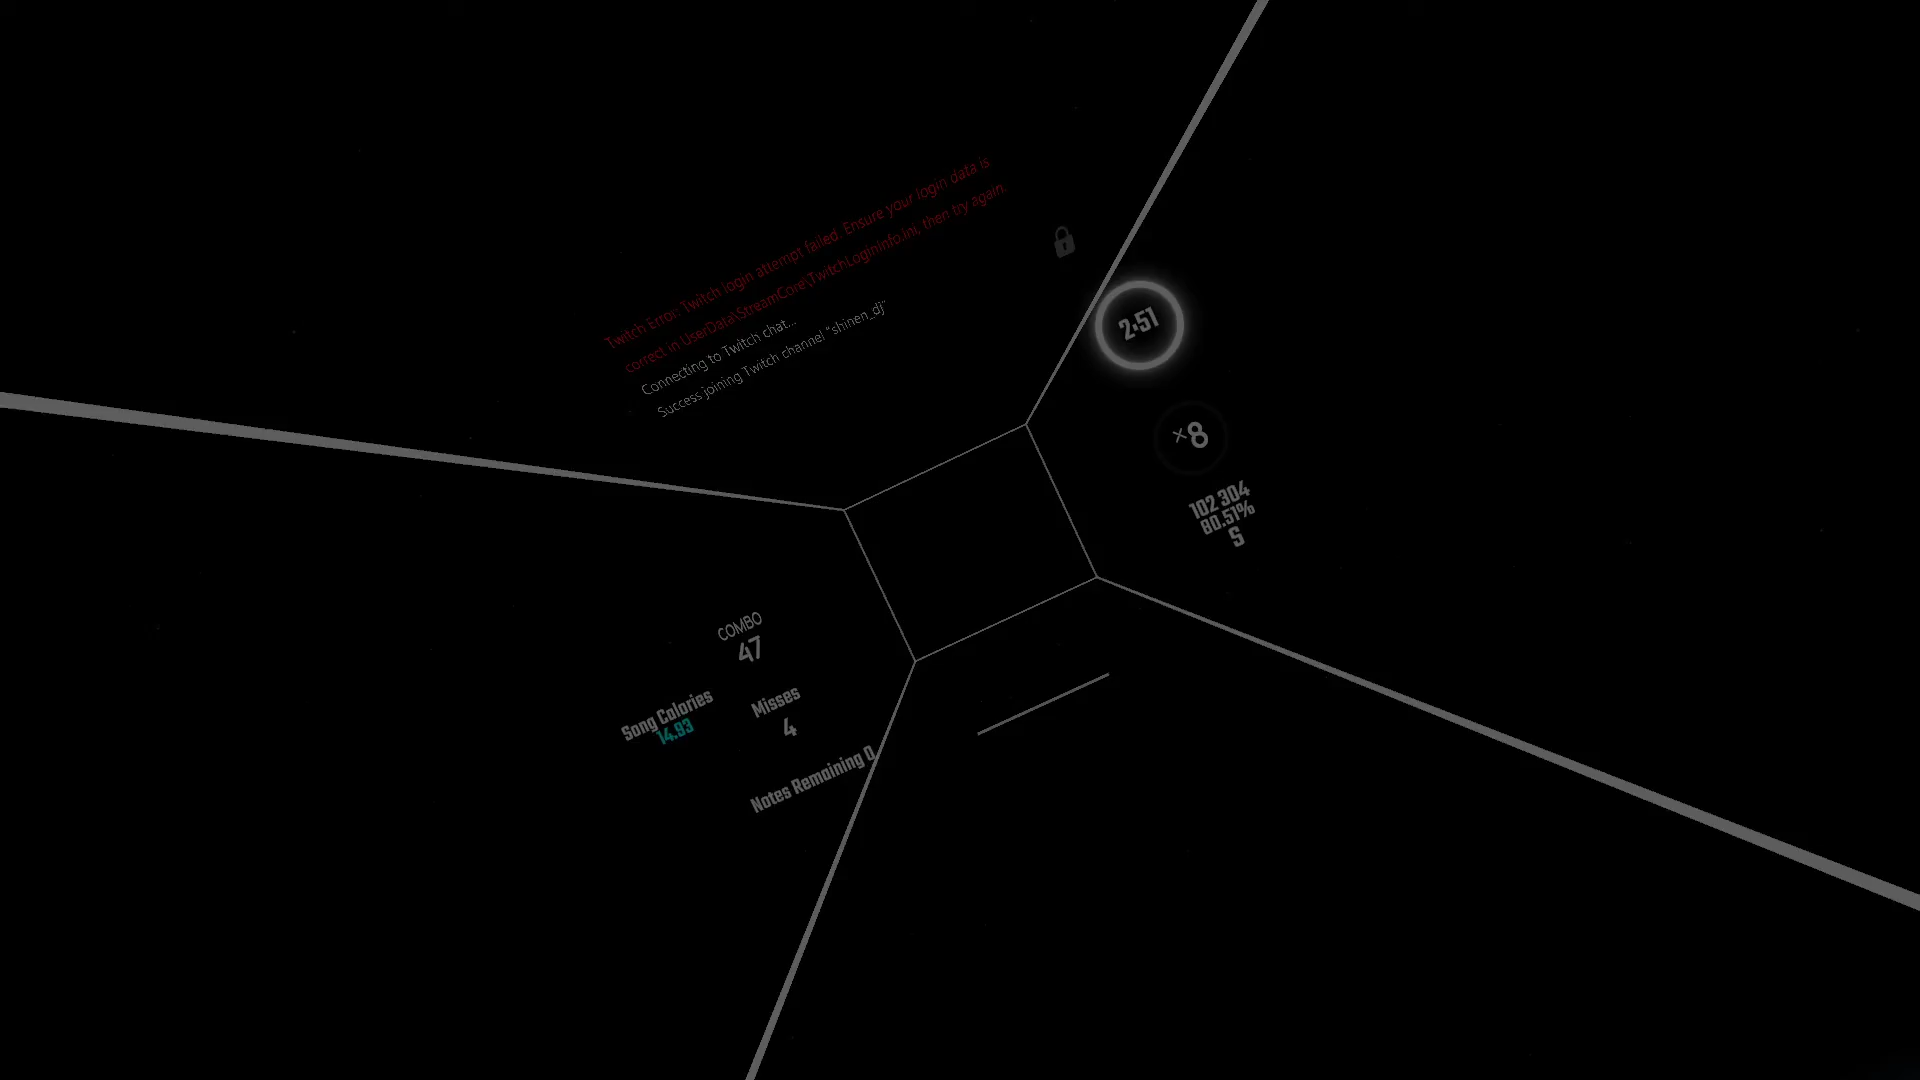 Twitch Error: Twitch login attempt failed. Ensure your login data is
correct in UserData\StreamCore\TwitchLoginInfo.ini, then try again.
Connecting to Twitch chat...
Success joining Twitch channel "shinen_dj"
2:51
×8
102 304
80.51%
S
COMBO
47
Song Calories
14.93
Misses
4
Notes Remaining 0